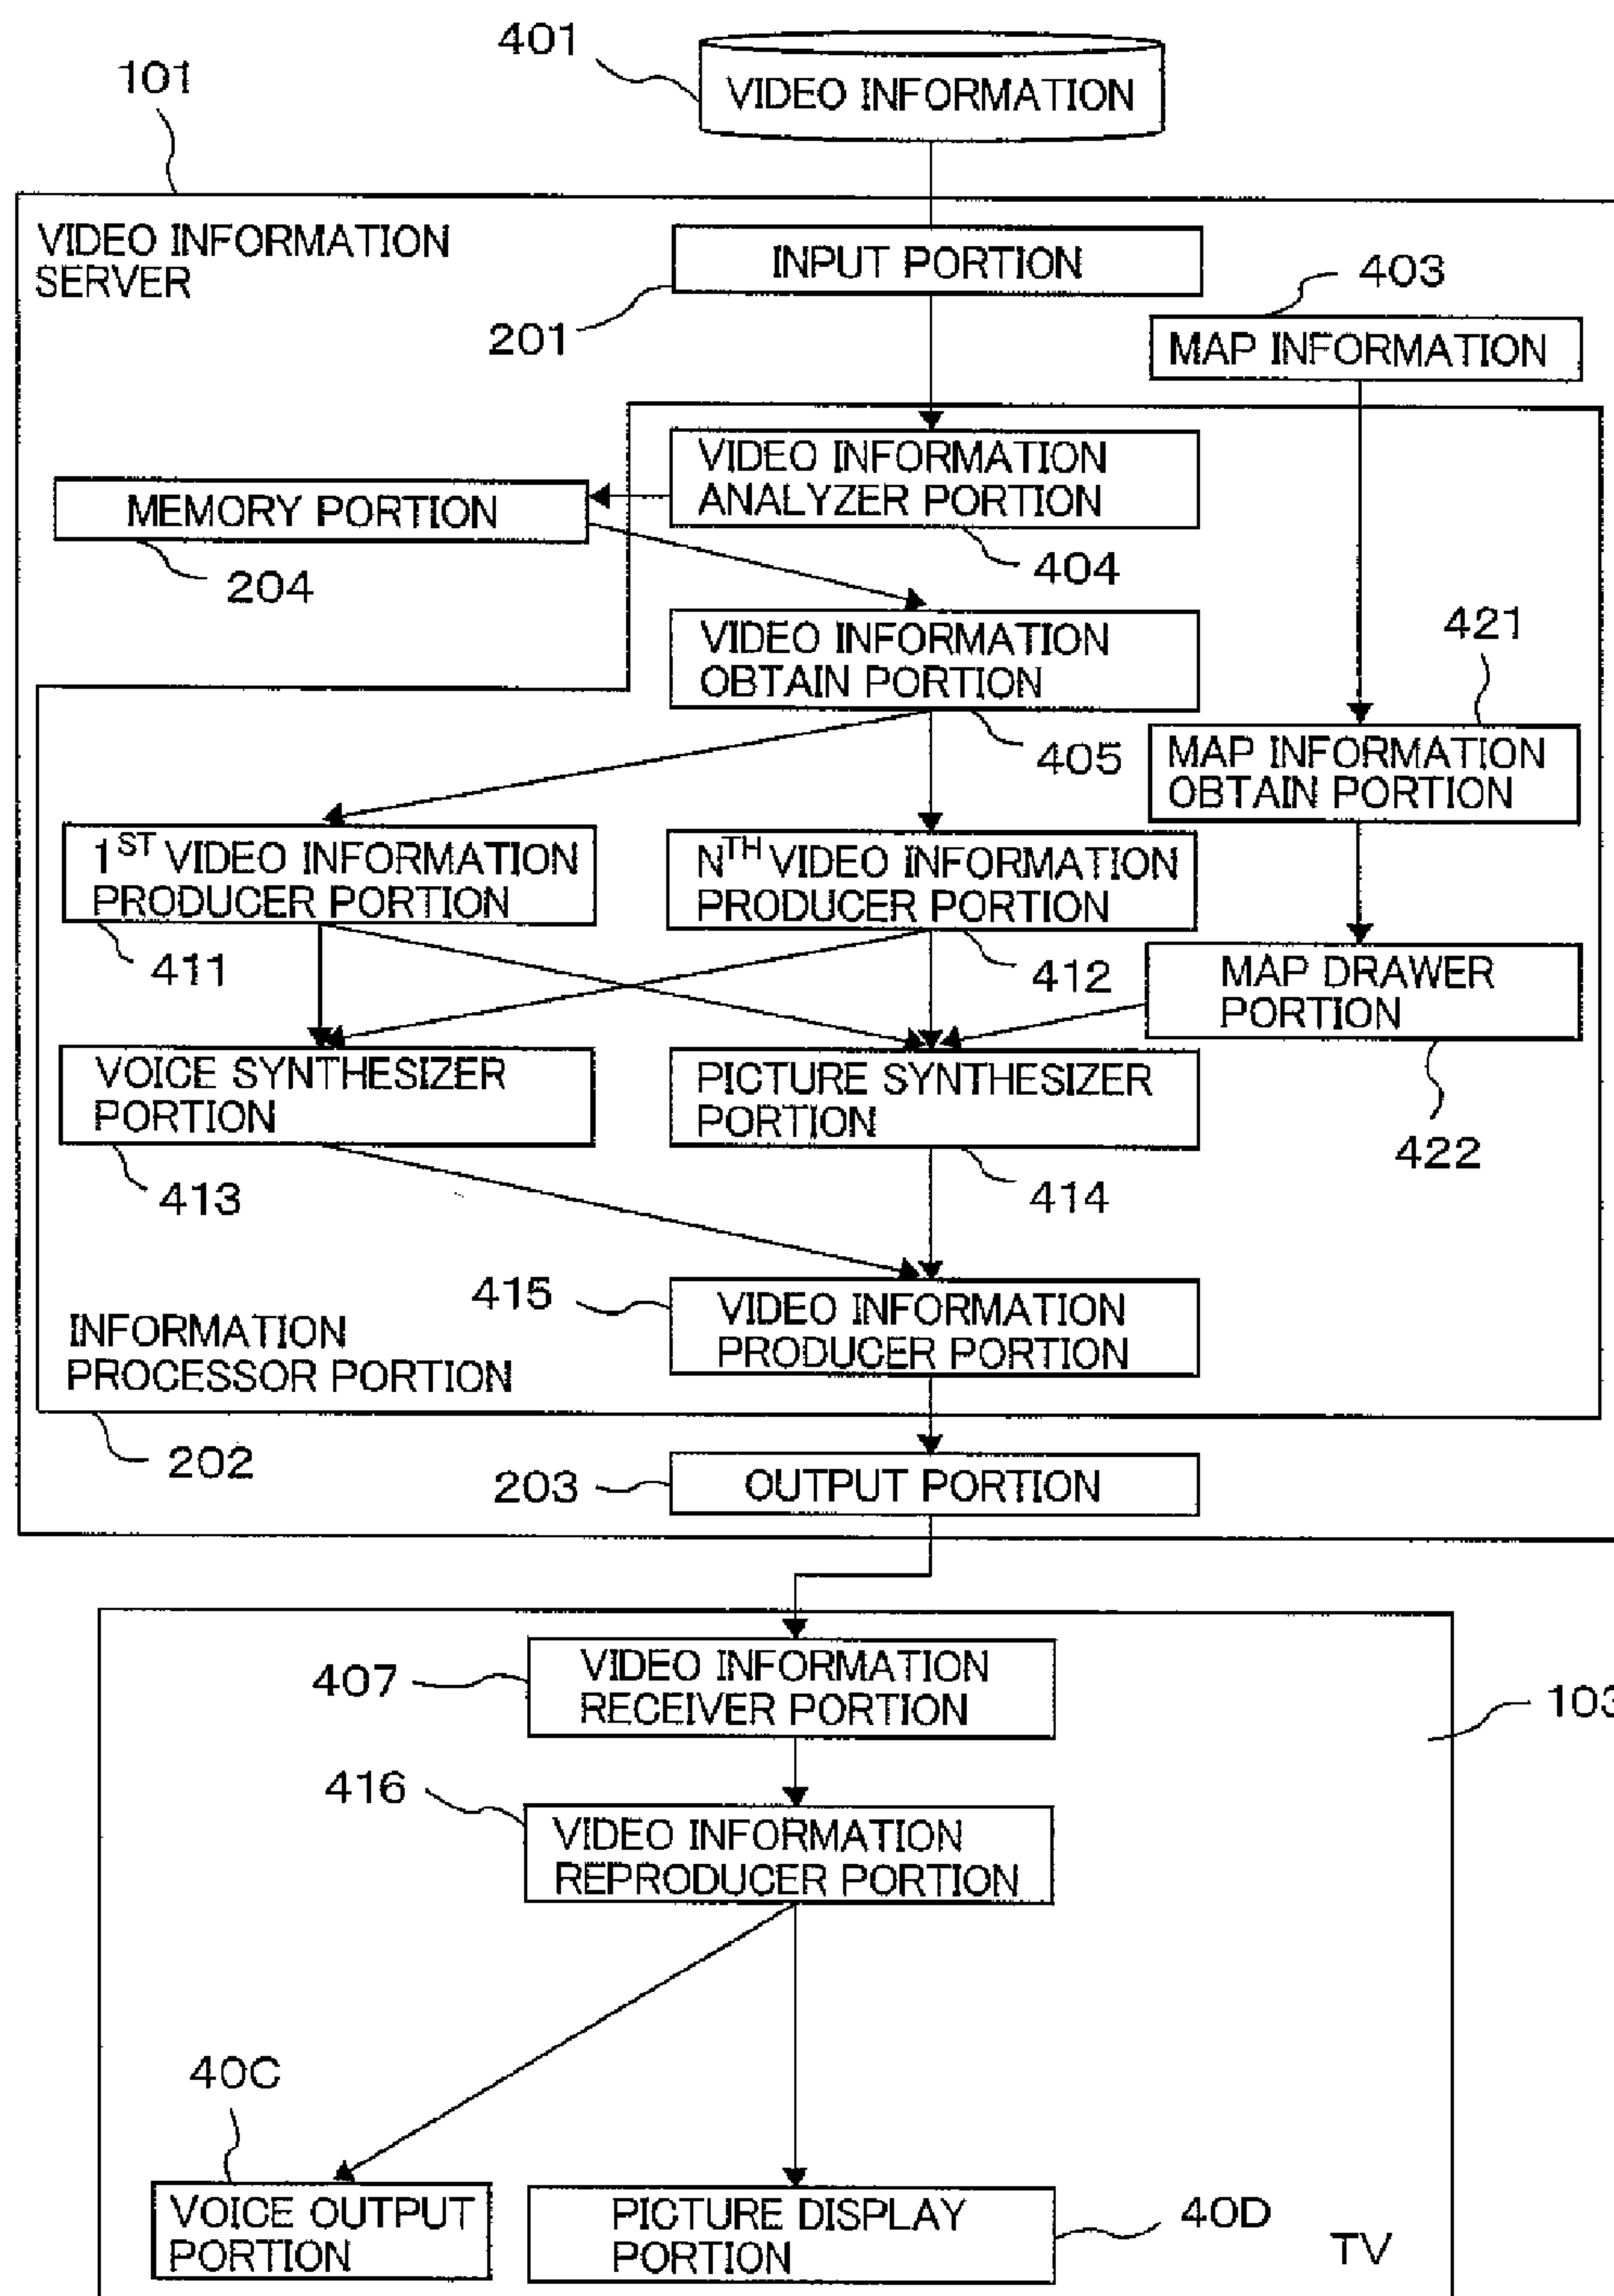 401
VIDEO INFORMATION
101
VIDEO INFORMATION
SERVER
INPUT PORTION
201
403
MAP INFORMATION
VIDEO INFORMATION
ANALYZER PORTION
404
MEMORY PORTION
204
VIDEO INFORMATION
OBTAIN PORTION
405
421
MAP INFORMATION
OBTAIN PORTION
1ST VIDEO INFORMATION
PRODUCER PORTION
411
NTH VIDEO INFORMATION
PRODUCER PORTION
412
MAP DRAWER
PORTION
422
VOICE SYNTHESIZER
PORTION
413
PICTURE SYNTHESIZER
PORTION
414
415
VIDEO INFORMATION
PRODUCER PORTION
INFORMATION
PROCESSOR PORTION
202
203
OUTPUT PORTION
407
VIDEO INFORMATION
RECEIVER PORTION
103
416
VIDEO INFORMATION
REPRODUCER PORTION
40C
VOICE OUTPUT
PORTION
PICTURE DISPLAY
PORTION
40D
TV